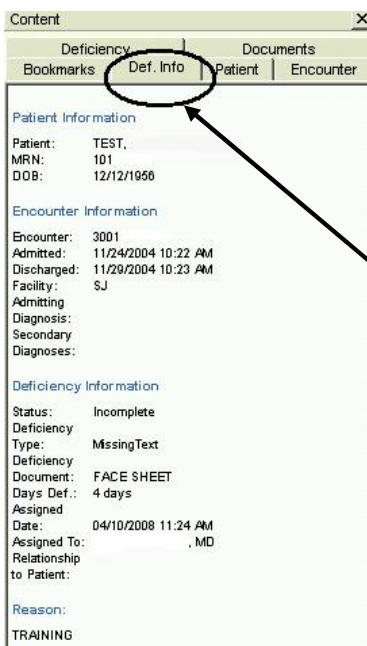 Content X
Deficiency Documents
Bookmarks Def. Info Patient Encounter
Patient Information
Patient: TEST,
MRN: 101
DOB: 12/12/1956
Encounter Information
Encounter: 3001
Admitted: 11/24/2004 10:22 AM
Discharged: 11/29/2004 10:23 AM
Facility: SJ
Admitting
Diagnosis:
Secondary
Diagnoses:
Deficiency Information
Status: Incomplete
Deficiency
Type: MissingText
Deficiency
Document: FACE SHEET
Days Def.: 4 days
Assigned
Date: 04/10/2008 11:24 AM
Assigned To: , MD
Relationship
to Patient:
Reason:
TRAINING